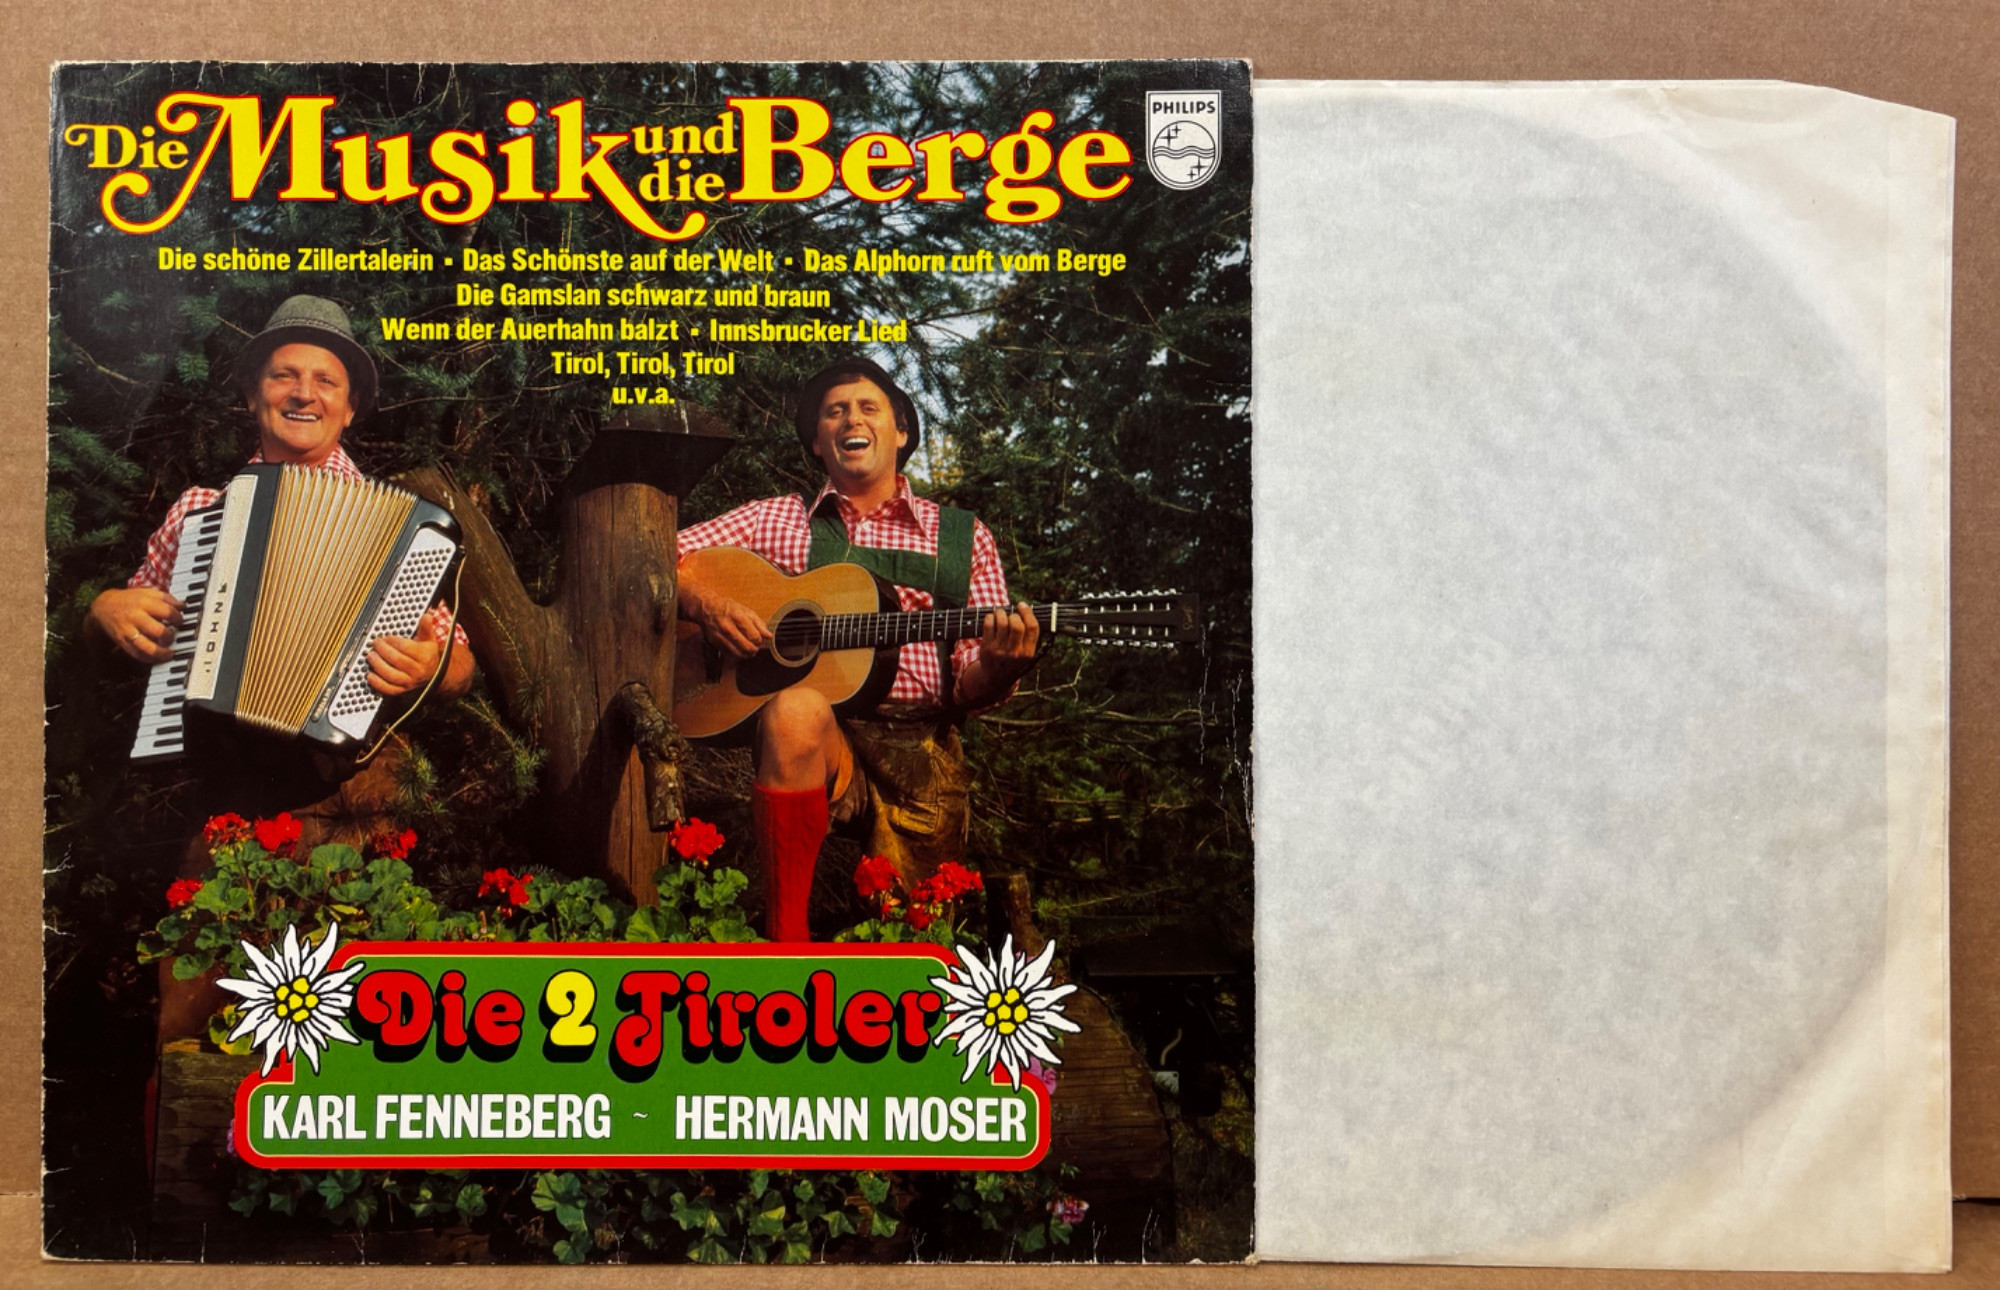 Die Musik und die Berge
PHILIPS
Die schöne Zillertalerin ▪ Das Schönste auf der Welt ▪ Das Alphorn ruft vom Berge
Die Gamslan schwarz und braun
Wenn der Auerhahn balzt ▪ Innsbrucker Lied
Tirol, Tirol, Tirol
u.v.a.
Die 2 Tiroler
KARL FENNEBERG ~ HERMANN MOSER